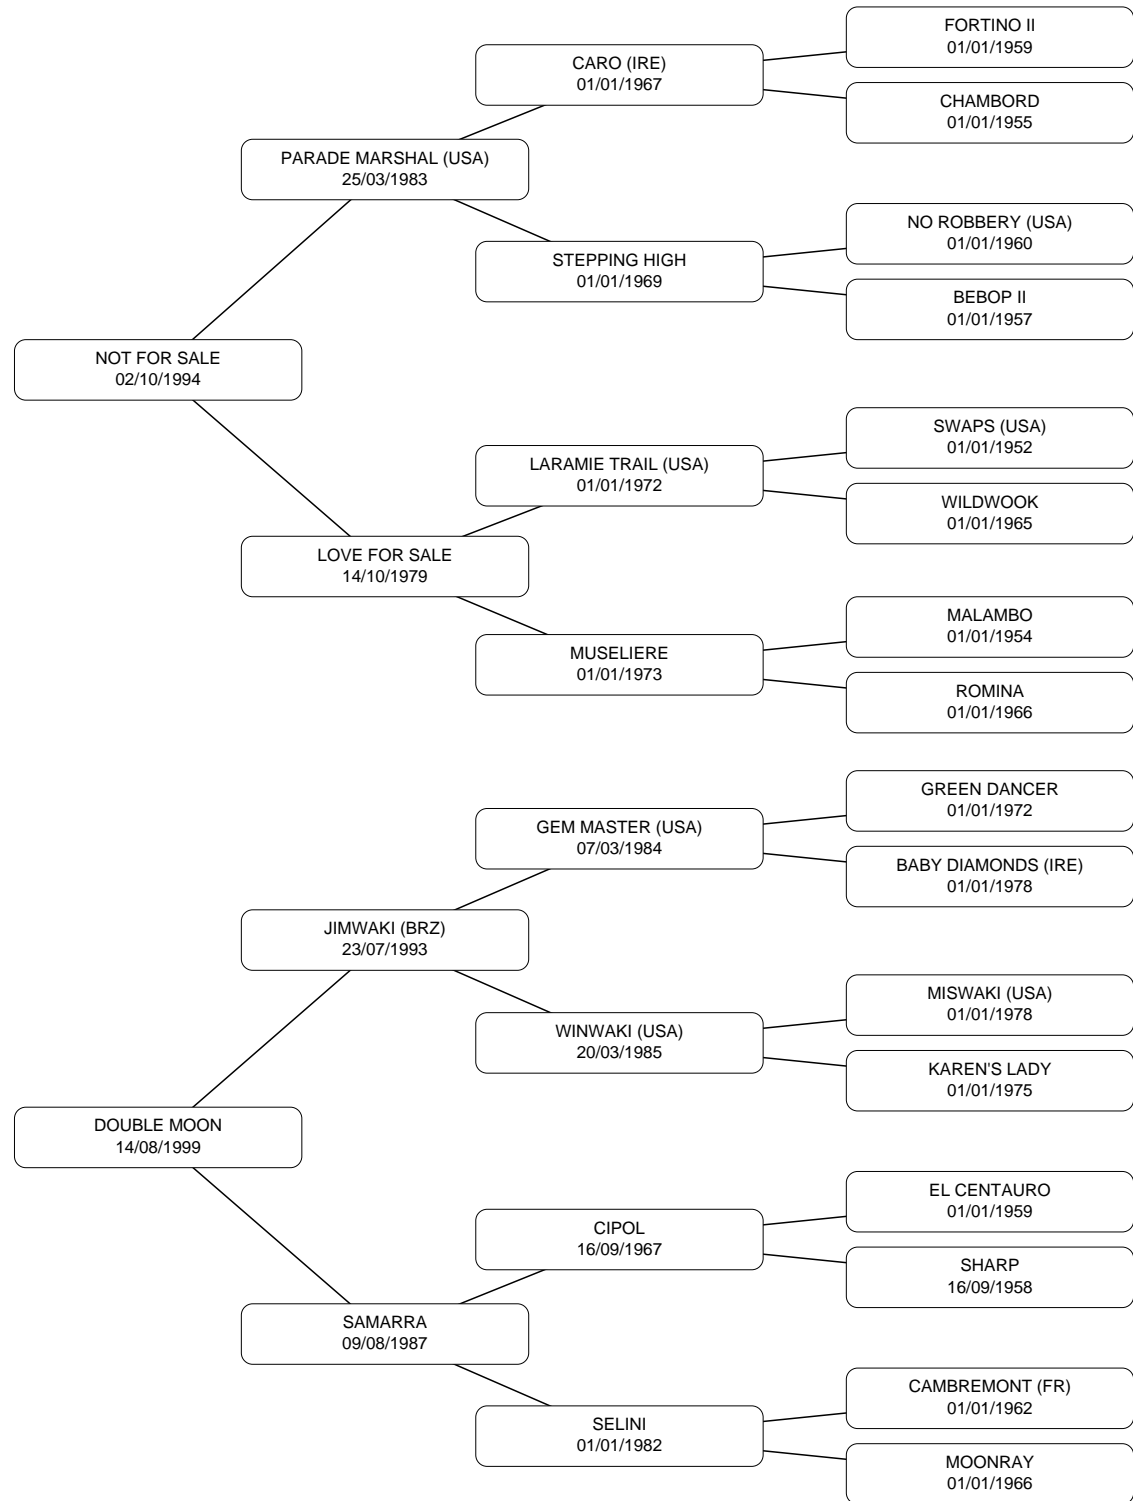 FORTINO II
01/01/1959
CARO (IRE)
01/01/1967
CHAMBORD
01/01/1955
PARADE MARSHAL (USA)
25/03/1983
NO ROBBERY (USA)
01/01/1960
STEPPING HIGH
01/01/1969
BEBOP II
01/01/1957
NOT FOR SALE
02/10/1994
SWAPS (USA)
01/01/1952
LARAMIE TRAIL (USA)
01/01/1972
WILDWOOK
01/01/1965
LOVE FOR SALE
14/10/1979
MALAMBO
01/01/1954
MUSELIERE
01/01/1973
ROMINA
01/01/1966
GREEN DANCER
01/01/1972
GEM MASTER (USA)
07/03/1984
BABY DIAMONDS (IRE)
01/01/1978
JIMWAKI (BRZ)
23/07/1993
MISWAKI (USA)
01/01/1978
WINWAKI (USA)
20/03/1985
KAREN'S LADY
01/01/1975
DOUBLE MOON
14/08/1999
EL CENTAURO
01/01/1959
CIPOL
16/09/1967
SHARP
16/09/1958
SAMARRA
09/08/1987
CAMBREMONT (FR)
01/01/1962
SELINI
01/01/1982
MOONRAY
01/01/1966